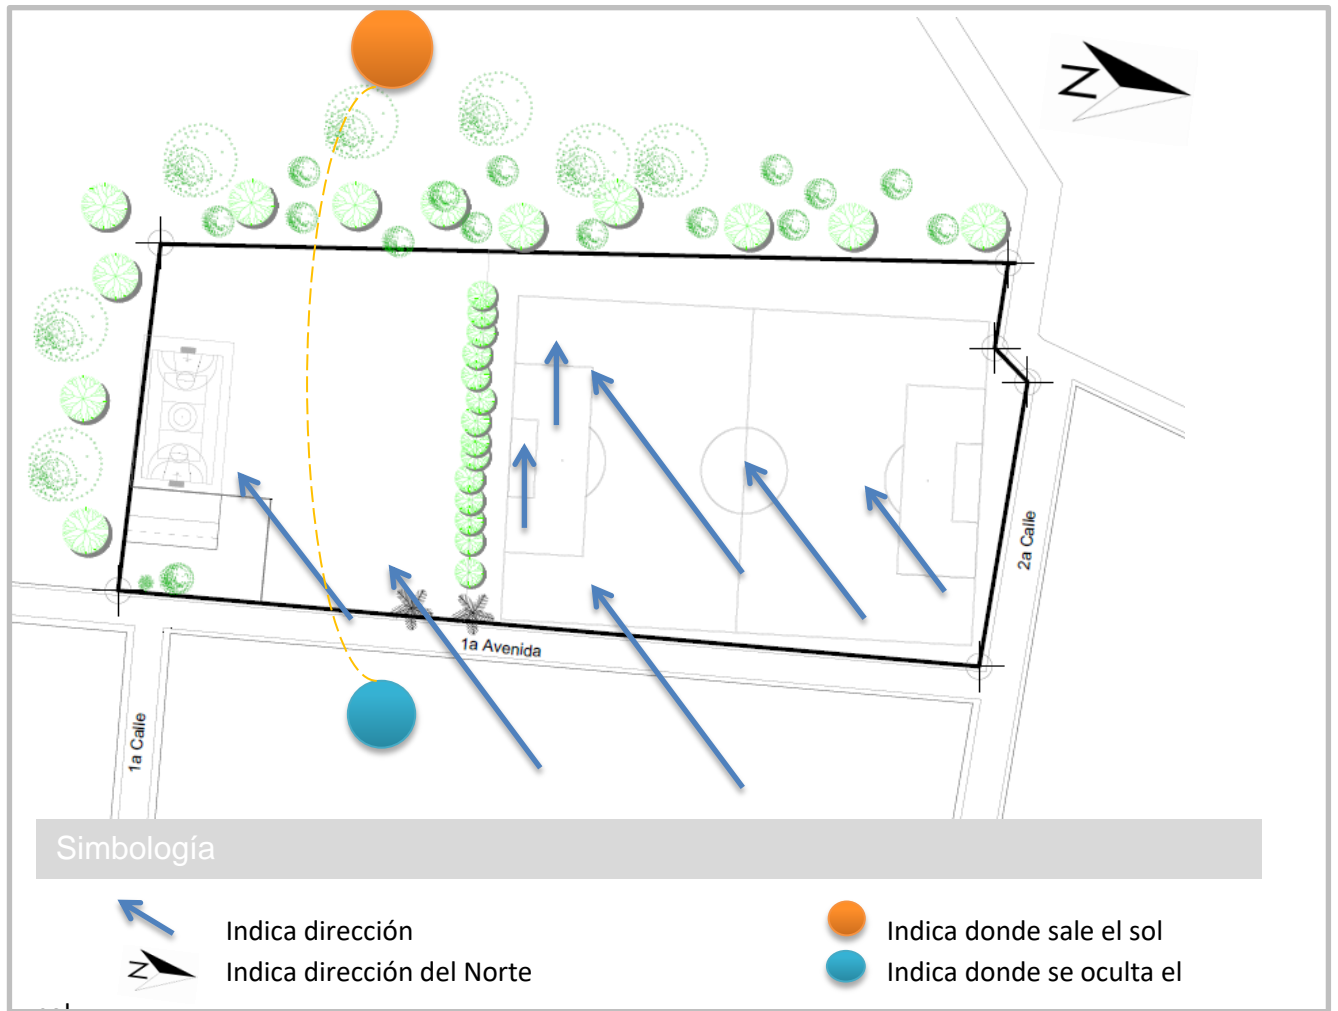 N
2a Calle
1a Avenida
1a Calle
Simbología
Indica dirección
Indica donde sale el sol
N
Indica dirección del Norte
Indica donde se oculta el